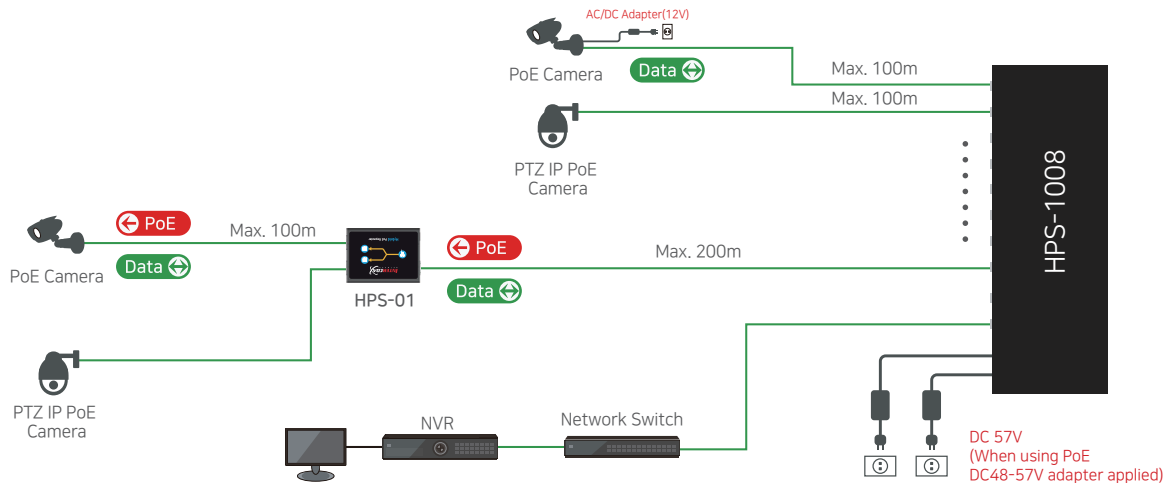 AC/DC Adapter(12V)
PoE Camera
Data
Max. 100m
Max. 100m
PTZ IP PoE
Camera
HPS-1008
PoE
Max. 100m
PoE
Max. 200m
PoE Camera
Data
Data
HPS-01
PTZ IP PoE
Camera
NVR
Network Switch
DC 57V
(When using PoE
DC48-57V adapter applied)